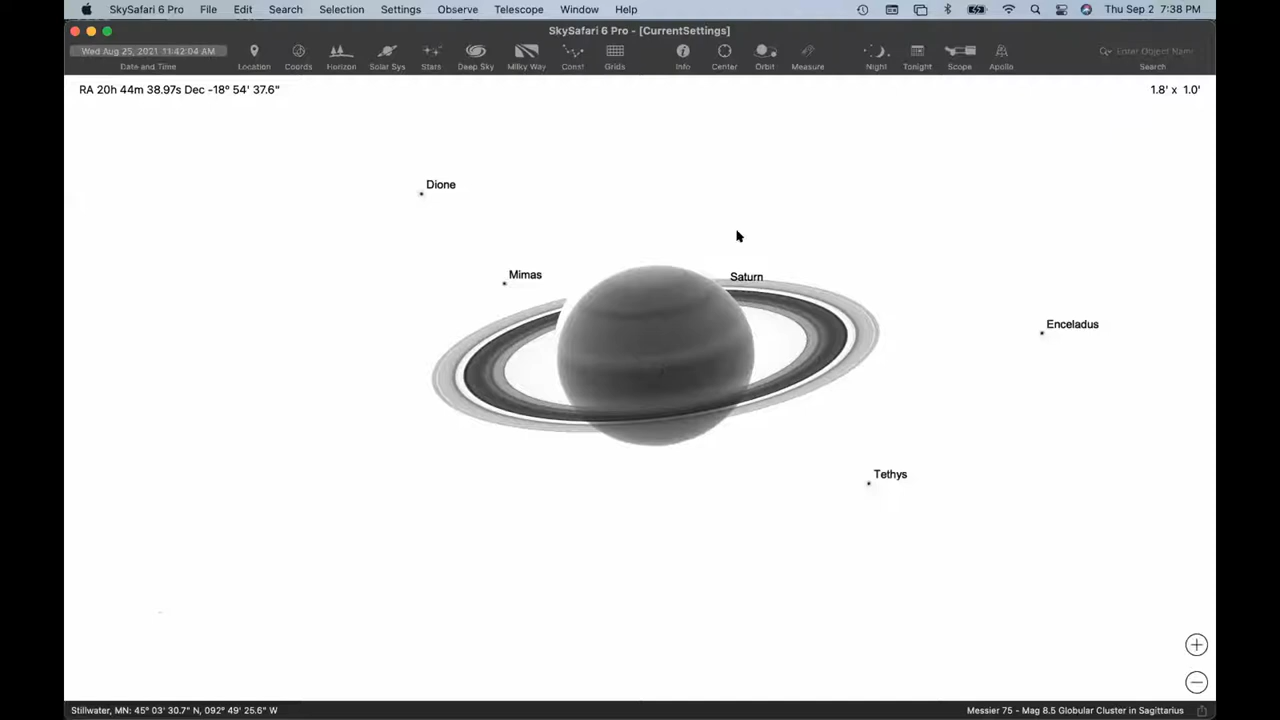 SkySafari 6 Pro File Edit Search Selection Settings Observe Telescope Window Help Thu Sep 2 7:38 PM
SkySafari 6 Pro - [CurrentSettings]
Wed Aug 25, 2021 11:42:04 AM Enter Object Name
Date and Time Location Coords Horizon Solar Sys Stars Deep Sky Milky Way Const Grids Info Center Orbit Measure Night Tonight Scope Apollo Search
RA 20h 44m 38.97s Dec -18° 54' 37.6" 1.8' x 1.0'
Dione
Mimas
Saturn
Enceladus
Tethys
Stillwater, MN: 45° 03' 30.7" N, 092° 49' 25.6" W Messier 75 - Mag 8.5 Globular Cluster in Sagittarius